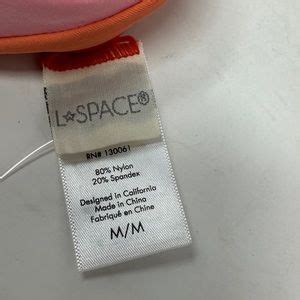 L★SPACE®
RN# 130061
80% Nylon
20% Spandex
Designed in California
Made in China
Fabriqué en Chine
M/M